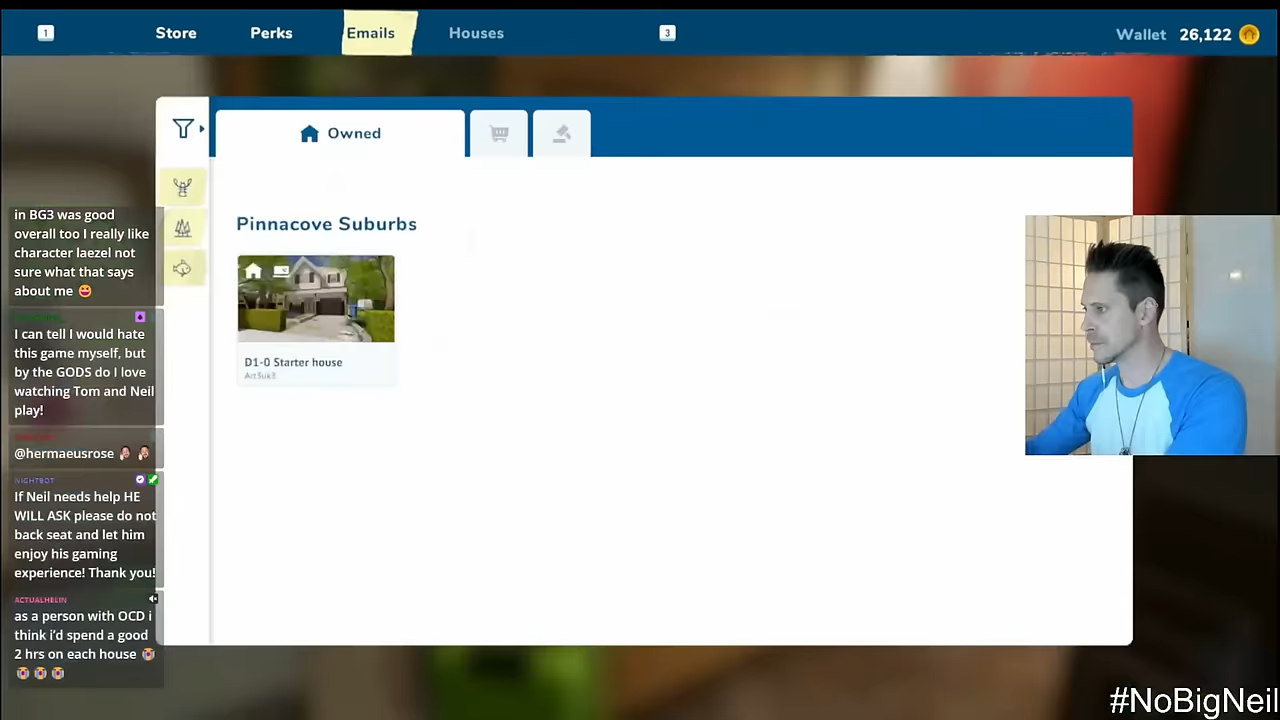 1
Store
Perks
Emails
Houses
3
Wallet 26,122
Owned
Pinnacove Suburbs
D1-0 Starter house
in BG3 was good
overall too I really like
character laezel not
sure what that says
about me
I can tell I would hate
this game myself, but
by the GODS do I love
watching Tom and Neil
play!
@hermaeusrose
NIGHTBOT
If Neil needs help HE
WILL ASK please do not
back seat and let him
enjoy his gaming
experience! Thank you!
ACTUALHELIN
as a person with OCD i
think i'd spend a good
2 hrs on each house
#NoBigNeil